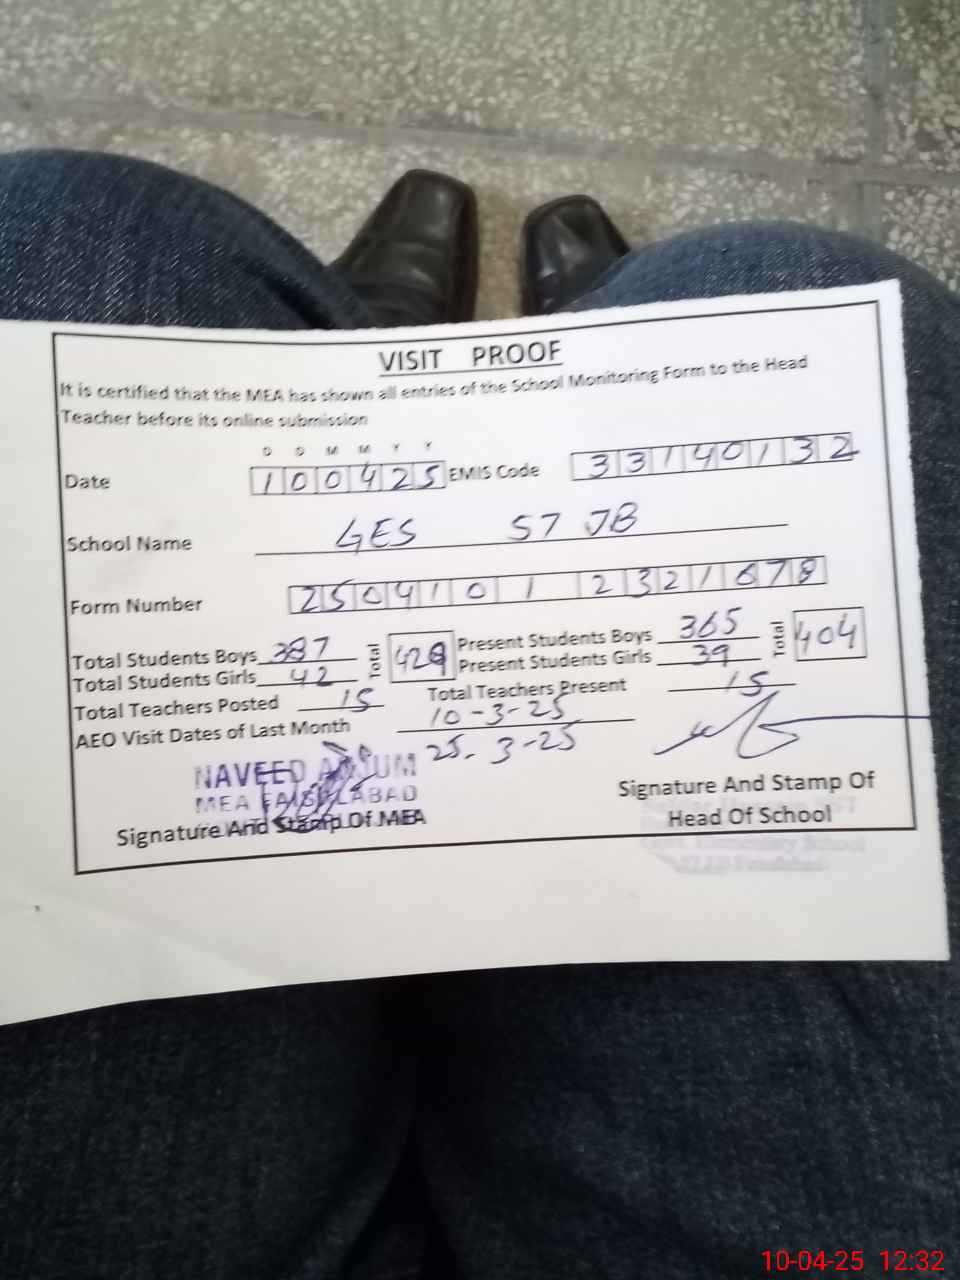 VISIT PROOF
It is certified that the MEA has shown all entries of the School Monitoring Form to the Head
Teacher before its online submission
D D M M Y Y
Date 100425 EMIS Code 33140132
School Name GES 57 JB
Form Number 2504101 2321678
Total Students Boys 387 Total 429 Present Students Boys 365 Total 404
Total Students Girls 42 Present Students Girls 39
Total Teachers Posted 15 Total Teachers Present 15
AEO Visit Dates of Last Month 10-3-25
25-3-25
NAVEED ANJUM
MEA FAISALABAD
Signature And Stamp Of MEA
Signature And Stamp Of
Head Of School
Govt. Elementary School
10-04-25 12:32